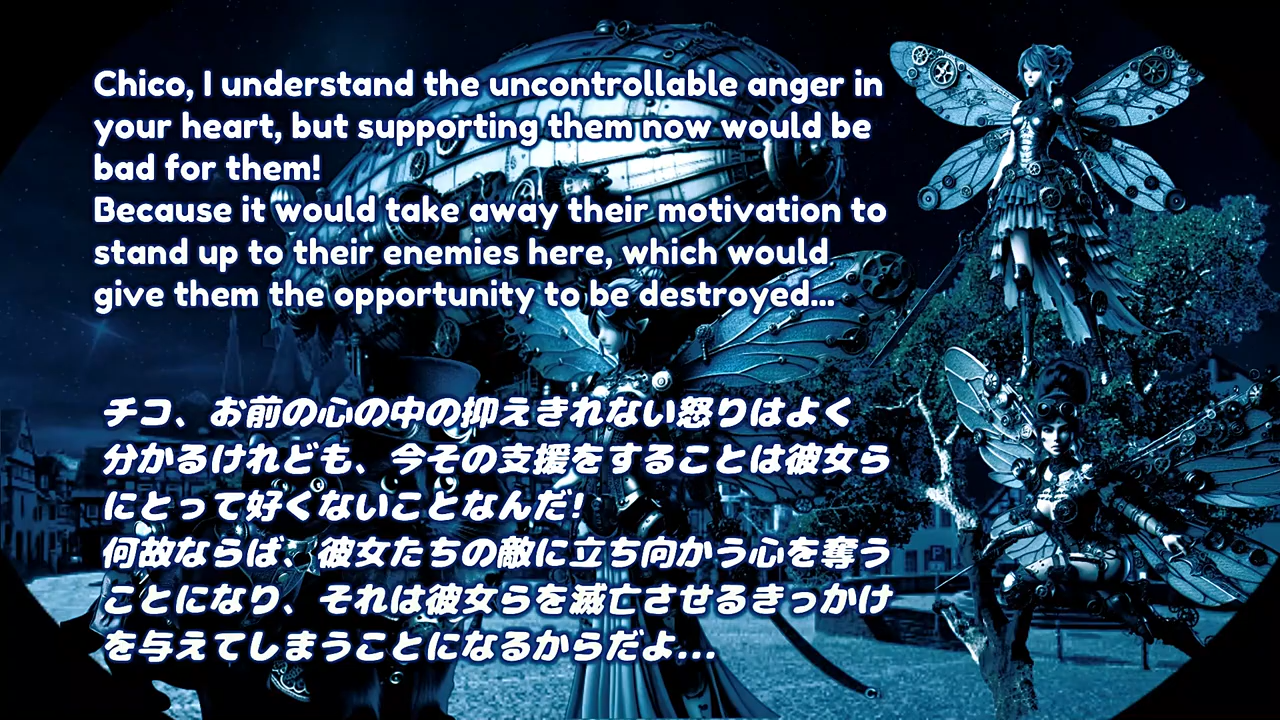 Chico, I understand the uncontrollable anger in
your heart, but supporting them now would be
bad for them!
Because it would take away their motivation to
stand up to their enemies here, which would
give them the opportunity to be destroyed...
チコ、お前の心の中の抑えきれない怒りはよく
分かるけれども、今その支援をすることは彼女ら
にとって好くないことなんだ!
何故ならば、彼女たちの敵に立ち向かう心を奪う
ことになり、それは彼女らを滅亡させるきっかけ
を与えてしまうことになるからだよ...